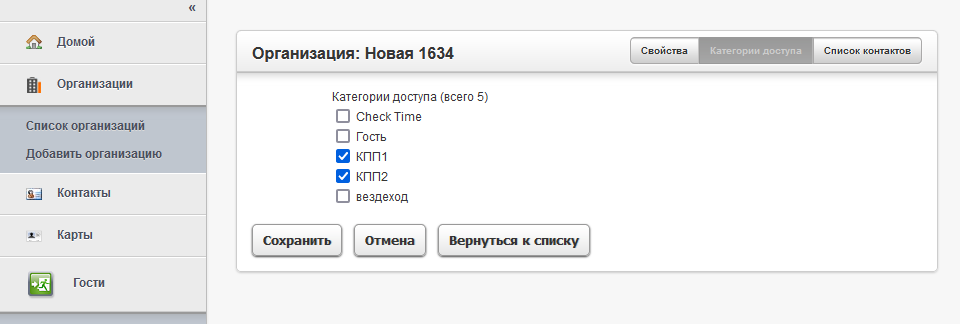 «
Домой
Организации
Список организаций
Добавить организацию
Контакты
Карты
Гости
Организация: Новая 1634
Свойства Категории доступа Список контактов
Категории доступа (всего 5)
Check Time
Гость
КПП1
КПП2
вездеход
Сохранить Отмена Вернуться к списку